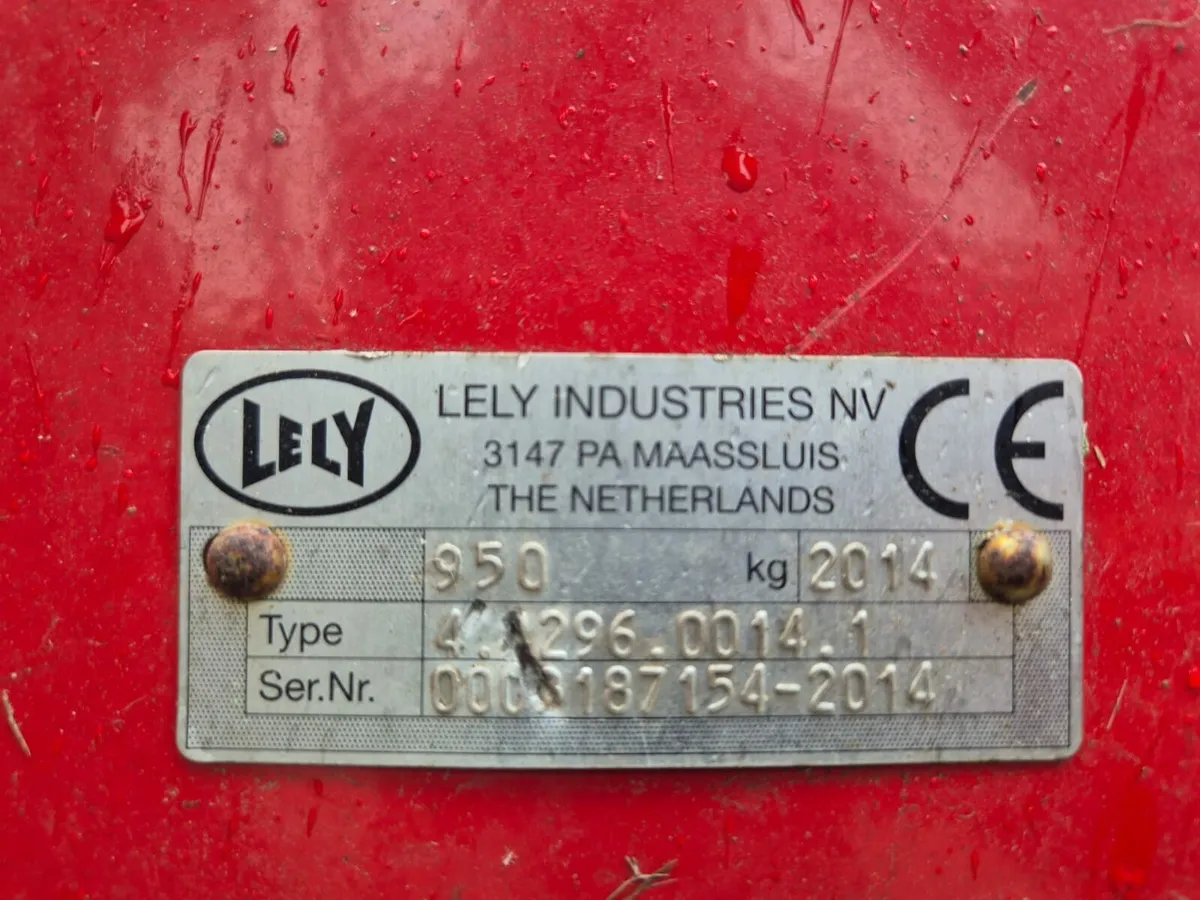 LELY
LELY INDUSTRIES NV
3147 PA MAASSLUIS
THE NETHERLANDS
CE
950 kg 2014
Type
Ser.Nr.